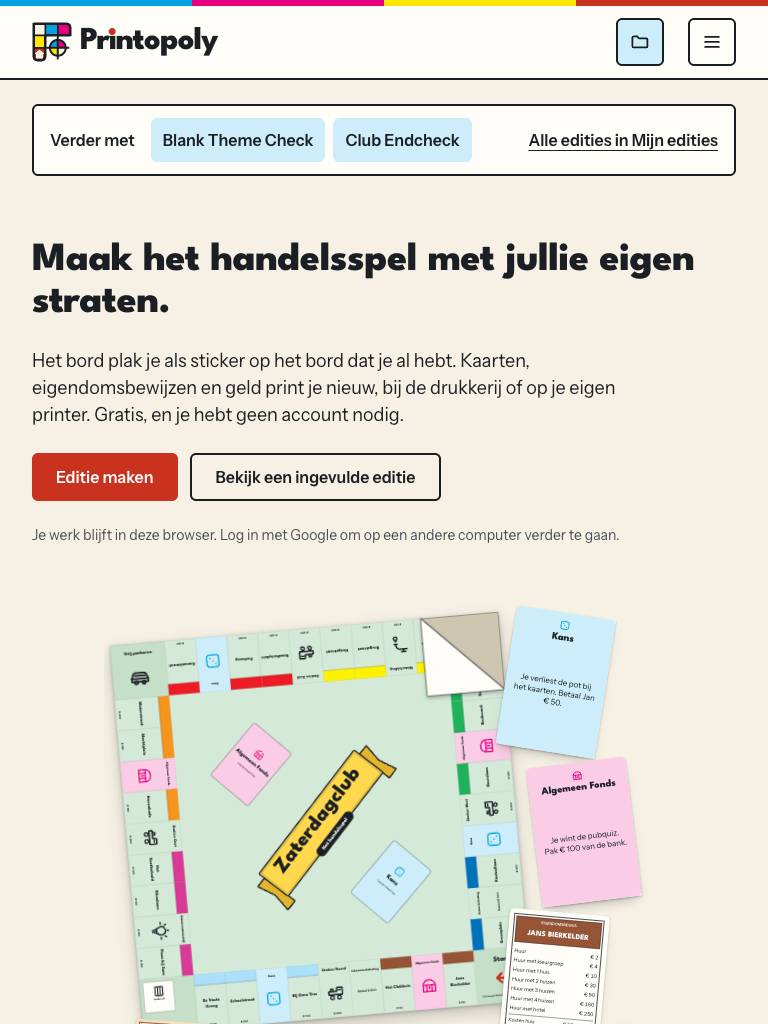 Printopoly
Verder met
Blank Theme Check
Club Endcheck
Alle edities in Mijn edities
Maak het handelsspel met jullie eigen
straten.
Het bord plak je als sticker op het bord dat je al hebt. Kaarten,
eigendomsbewijzen en geld print je nieuw, bij de drukkerij of op je eigen
printer. Gratis, en je hebt geen account nodig.
Editie maken
Bekijk een ingevulde editie
Je werk blijft in deze browser. Log in met Google om op een andere computer verder te gaan.
Kans
Je verliest de pot bij
het kaarten. Betaal Jan
€ 50.
Algemeen Fonds
Zaterdagclub
Het handelsspel
Kans
Algemeen Fonds
Je wint de pubquiz.
Pak € 100 van de bank.
JANS BIERKELDER
Huur € 2
Huur met kleurgroep € 4
Huur met 1 huis € 10
Huur met 2 huizen € 30
Huur met 3 huizen € 90
Huur met 4 huizen € 160
Huur met hotel € 250
Kosten huis